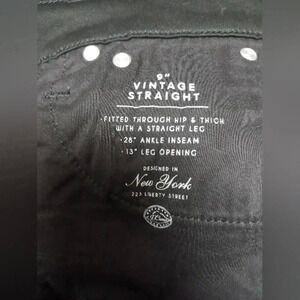 9"
VINTAGE
STRAIGHT
·FITTED THROUGH HIP & THIGH
WITH A STRAIGHT LEG
·28" ANKLE INSEAM
·13" LEG OPENING
DESIGNED IN
New York
225 LIBERTY STREET